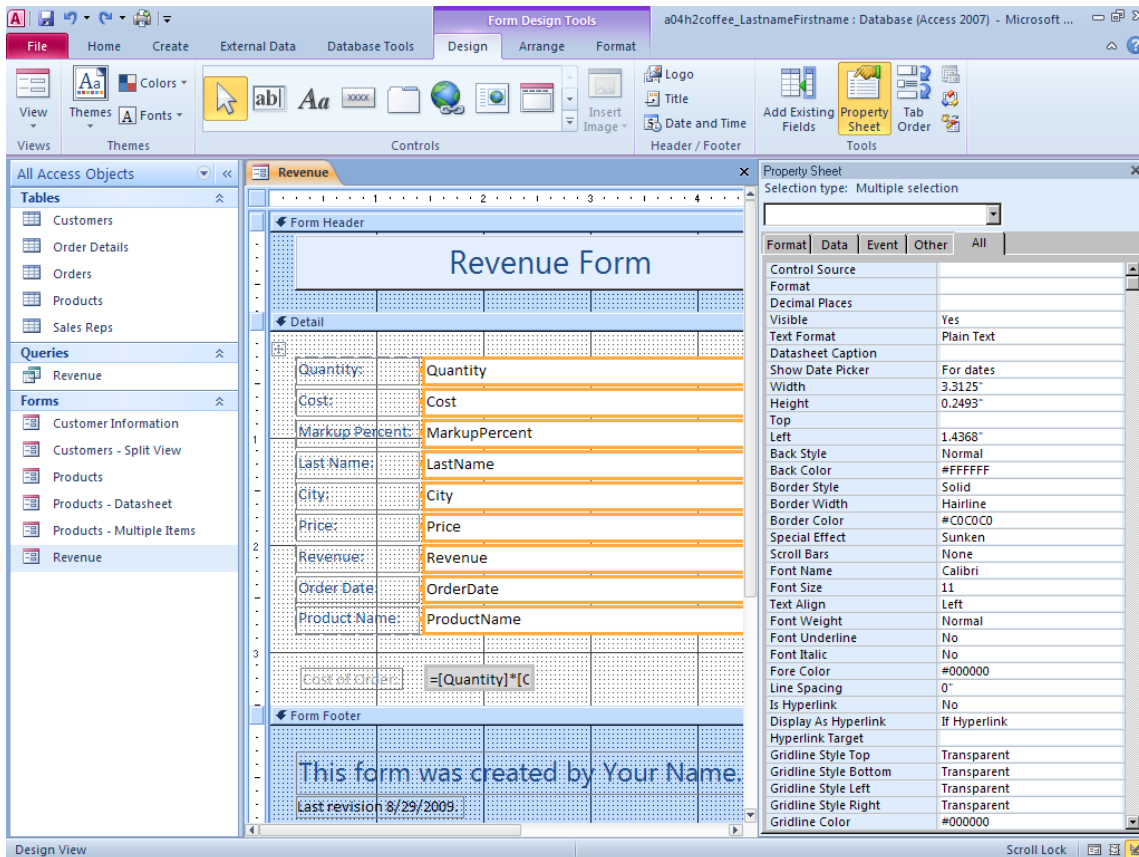 Form Design Tools
a04h2coffee_LastnameFirstname : Database (Access 2007) - Microsoft ...
File Home Create External Data Database Tools Design Arrange Format
View
Views
Aa
Themes
Colors
A Fonts
Themes
ab|
Aa
xxxx
Insert
Image
Controls
Logo
Title
Date and Time
Header / Footer
Add Existing
Fields
Property
Sheet
Tab
Order
Tools
All Access Objects
Tables
Customers
Order Details
Orders
Products
Sales Reps
Queries
Revenue
Forms
Customer Information
Customers - Split View
Products
Products - Datasheet
Products - Multiple Items
Revenue
Revenue
1 2 3 4
Form Header
Revenue Form
Detail
Quantity: Quantity
Cost: Cost
Markup Percent: MarkupPercent
Last Name: LastName
City: City
Price: Price
Revenue: Revenue
Order Date: OrderDate
Product Name: ProductName
Cost of Order: =[Quantity]*[C
1
2
3
Form Footer
This form was created by Your Name.
Last revision 8/29/2009.
Property Sheet
Selection type: Multiple selection
Format Data Event Other All
Control Source
Format
Decimal Places
Visible Yes
Text Format Plain Text
Datasheet Caption
Show Date Picker For dates
Width 3.3125"
Height 0.2493"
Top
Left 1.4368"
Back Style Normal
Back Color #FFFFFF
Border Style Solid
Border Width Hairline
Border Color #C0C0C0
Special Effect Sunken
Scroll Bars None
Font Name Calibri
Font Size 11
Text Align Left
Font Weight Normal
Font Underline No
Font Italic No
Fore Color #000000
Line Spacing 0"
Is Hyperlink No
Display As Hyperlink If Hyperlink
Hyperlink Target
Gridline Style Top Transparent
Gridline Style Bottom Transparent
Gridline Style Left Transparent
Gridline Style Right Transparent
Gridline Color #000000
Design View
Scroll Lock